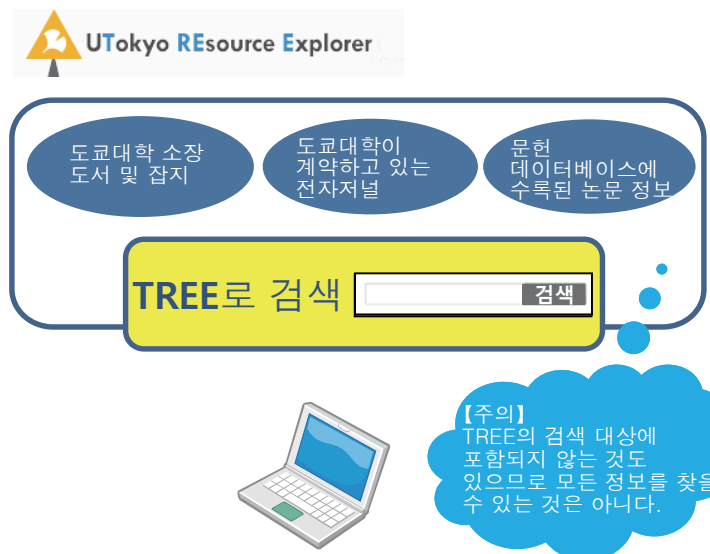 UTokyo REsource Explorer
도쿄대학 소장
도서 및 잡지
도쿄대학이
계약하고 있는
전자저널
문헌
데이터베이스에
수록된 논문 정보
TREE로 검색
검색
【주의】
TREE의 검색 대상에
포함되지 않는 것도
있으므로 모든 정보를 찾을
수 있는 것은 아니다.